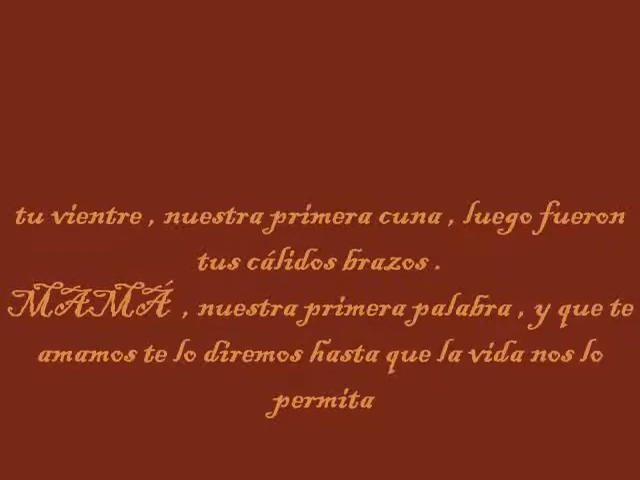 tu vientre , nuestra primera cuna , luego fueron
tus cálidos brazos .
MAMÁ , nuestra primera palabra , y que te
amamos te lo diremos hasta que la vida nos lo
permita